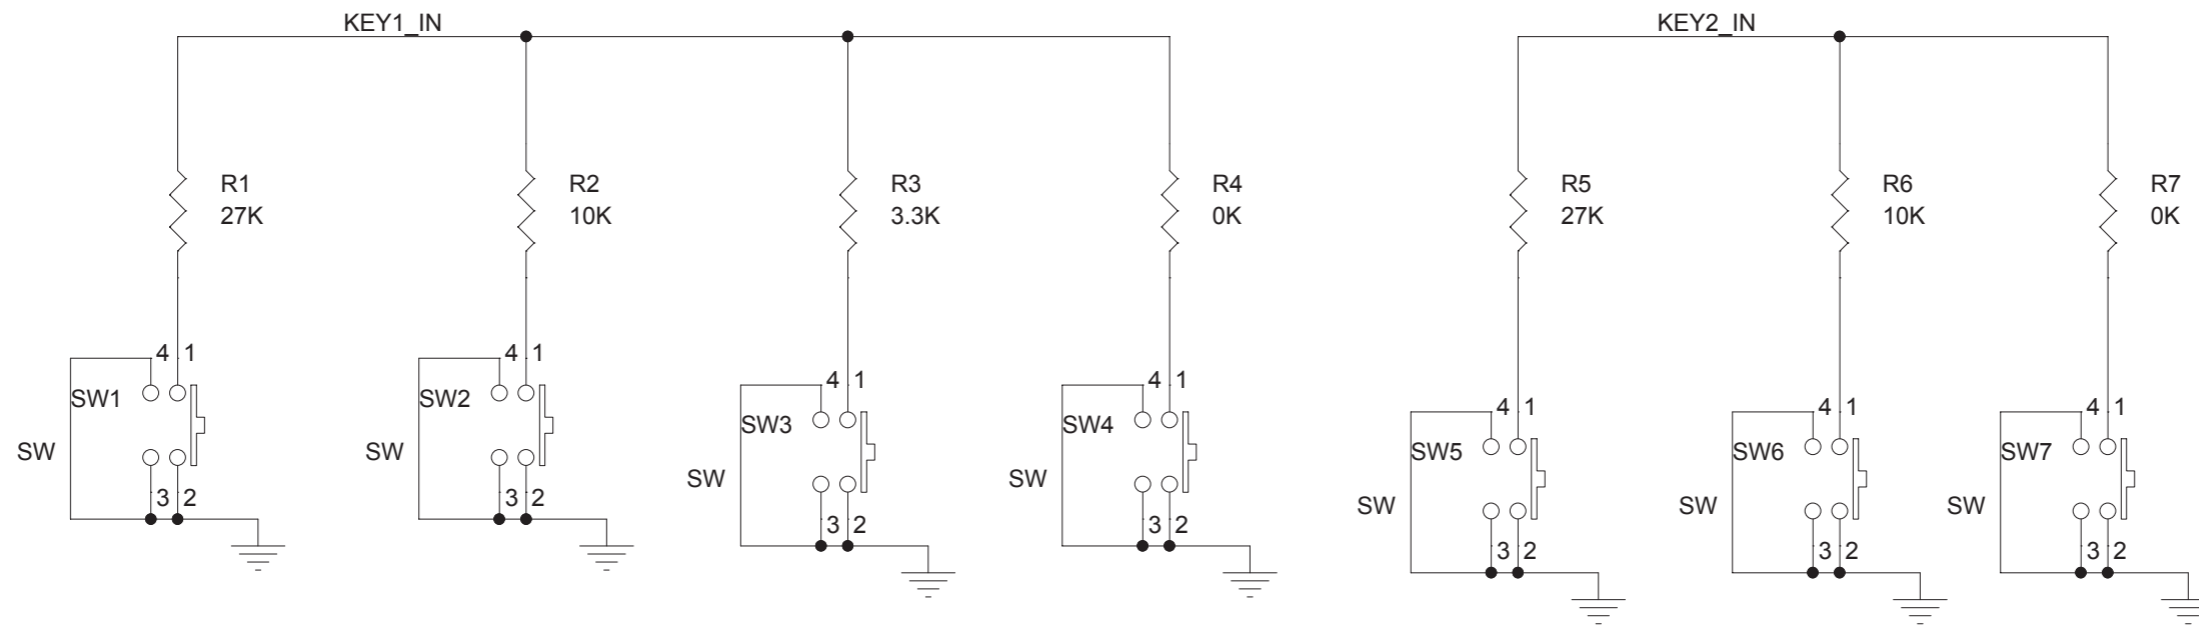 KEY1_IN KEY2_IN
R1 R2 R3 R4 R5 R6 R7
27K 10K 3.3K 0K 27K 10K 0K
4 1 4 1
4 1 4 1
SW1 SW2
4 1 4 1 4 1
SW3 SW4
SW SW
SW5 SW6 SW7
SW SW
3 2 3 2
SW SW SW
3 2 3 2
3 2 3 2 3 2